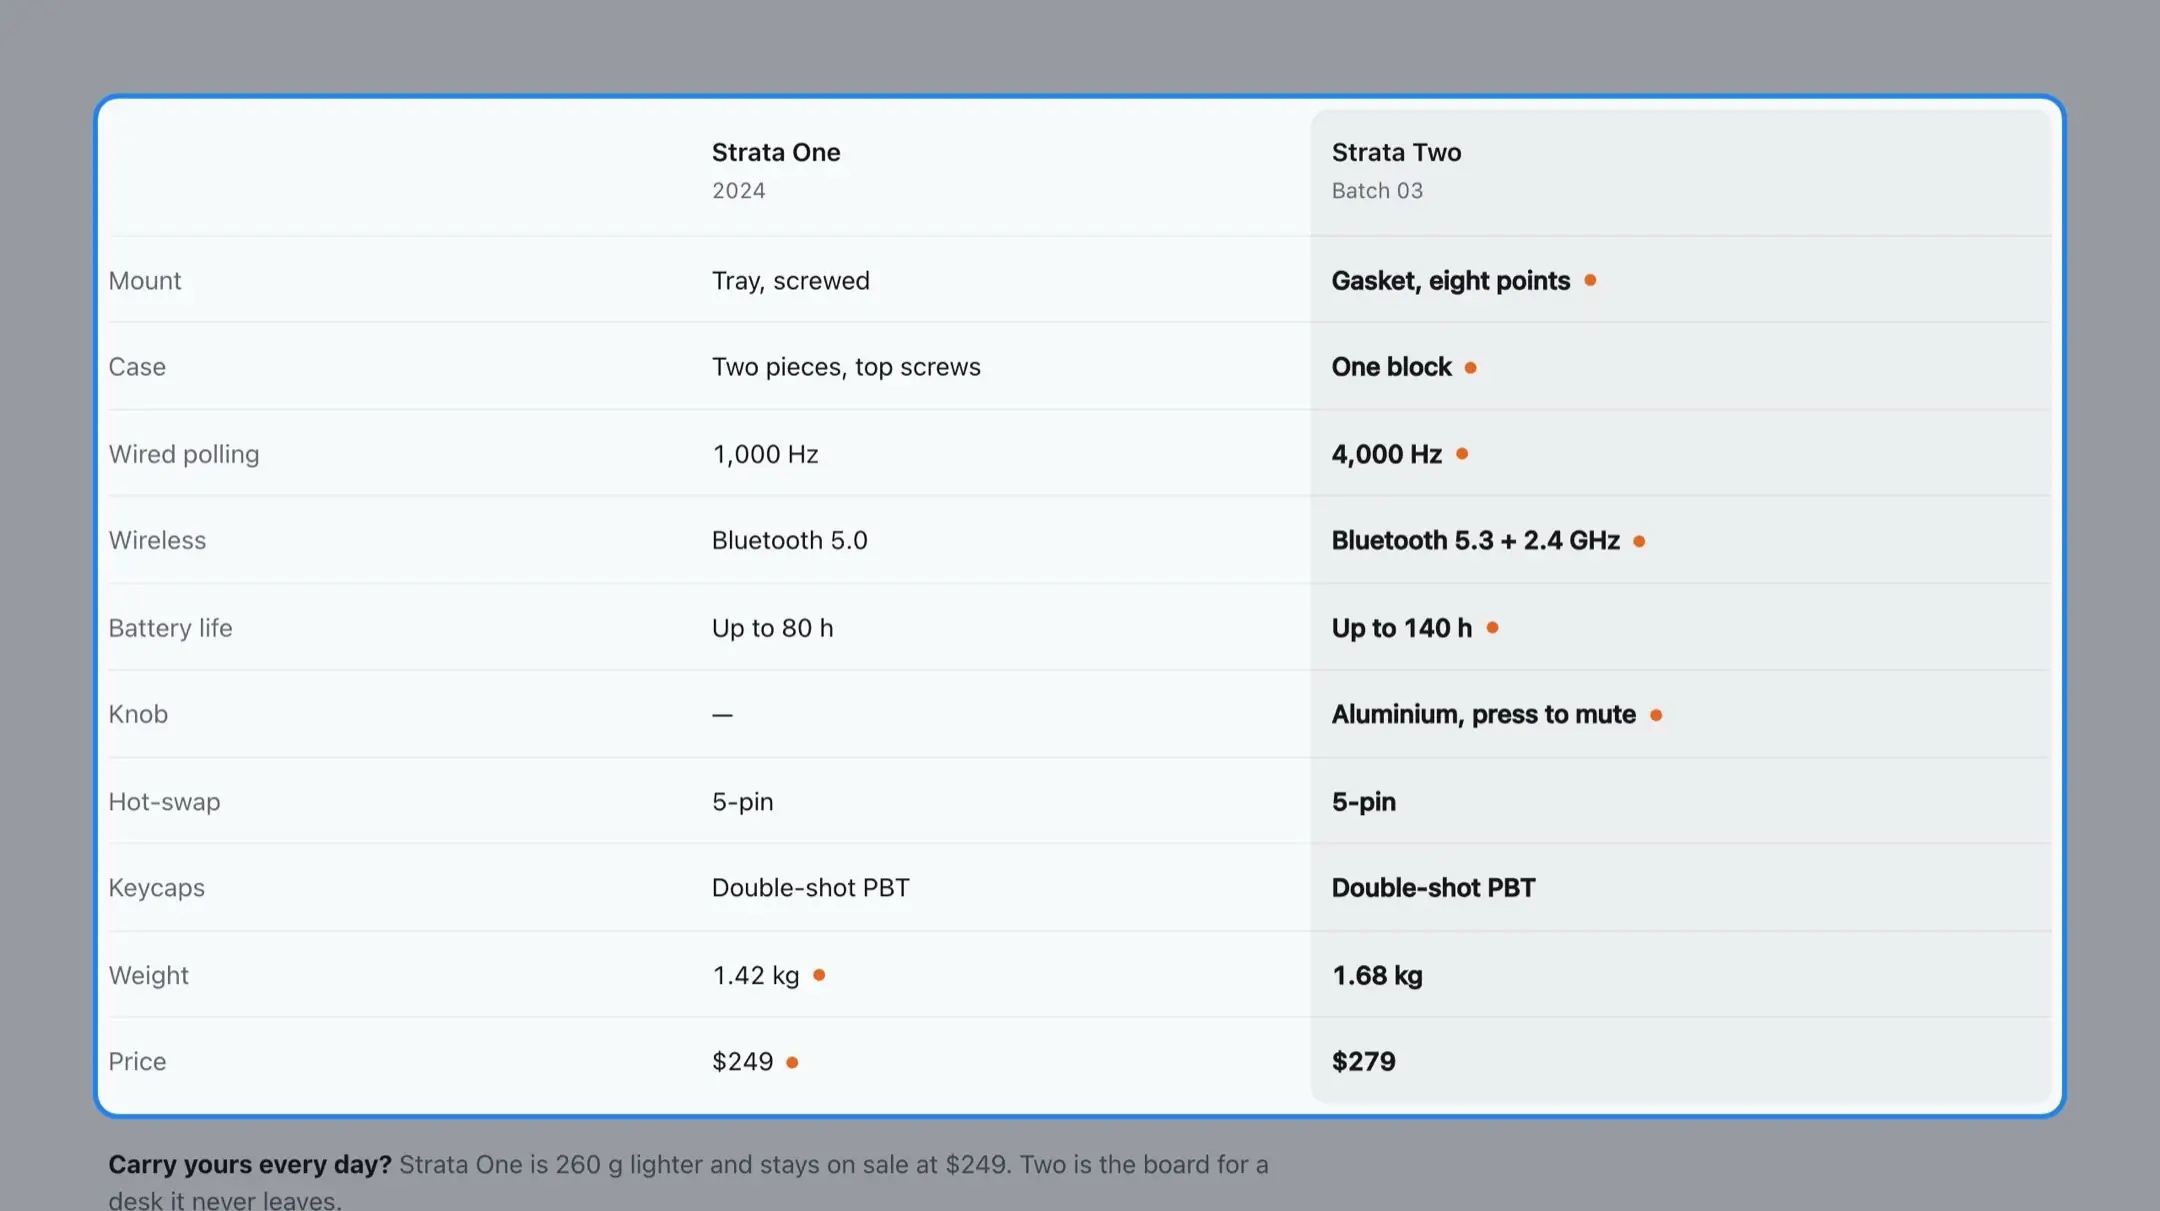 Strata One
Strata Two
2024
Batch 03
Mount
Tray, screwed
Gasket, eight points
Case
Two pieces, top screws
One block
Wired polling
1,000 Hz
4,000 Hz
Wireless
Bluetooth 5.0
Bluetooth 5.3 + 2.4 GHz
Battery life
Up to 80 h
Up to 140 h
Knob
—
Aluminium, press to mute
Hot-swap
5-pin
5-pin
Keycaps
Double-shot PBT
Double-shot PBT
Weight
1.42 kg
1.68 kg
Price
$249
$279
Carry yours every day? Strata One is 260 g lighter and stays on sale at $249. Two is the board for a
desk it never leaves.